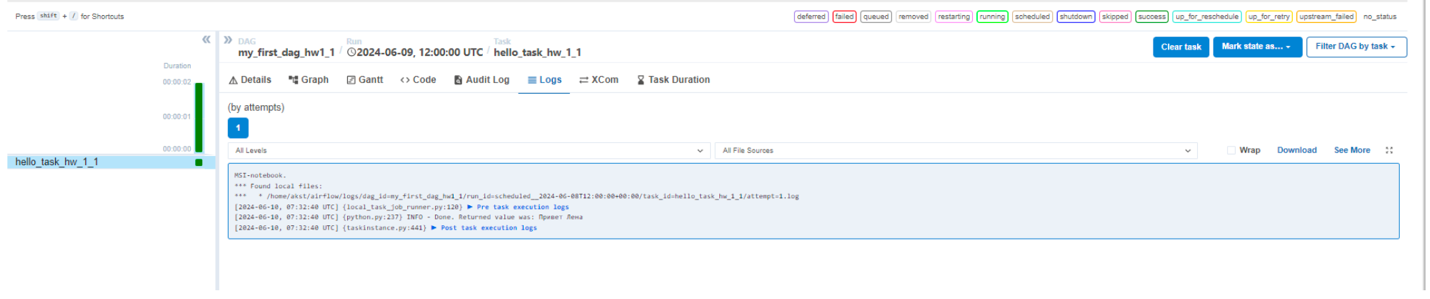 Press shift + / for Shortcuts
deferred failed queued removed restarting running scheduled shutdown skipped success up_for_reschedule up_for_retry upstream_failed no_status
DAG Run Task
my_first_dag_hw1_1 / 2024-06-09, 12:00:00 UTC / hello_task_hw_1_1
Clear task Mark state as... Filter DAG by task
Duration
00:00:02
00:00:01
00:00:00
hello_task_hw_1_1
Details Graph Gantt Code Audit Log Logs XCom Task Duration
(by attempts)
1
All Levels All File Sources Wrap Download See More
MSI-notebook.
*** Found local files:
***   * /home/akst/airflow/logs/dag_id=my_first_dag_hw1_1/run_id=scheduled__2024-06-08T12:00:00+00:00/task_id=hello_task_hw_1_1/attempt=1.log
[2024-06-10, 07:32:40 UTC] {local_task_job_runner.py:120} ▶ Pre task execution logs
[2024-06-10, 07:32:40 UTC] {python.py:237} INFO - Done. Returned value was: Привет Лена
[2024-06-10, 07:32:40 UTC] {taskinstance.py:441} ▶ Post task execution logs